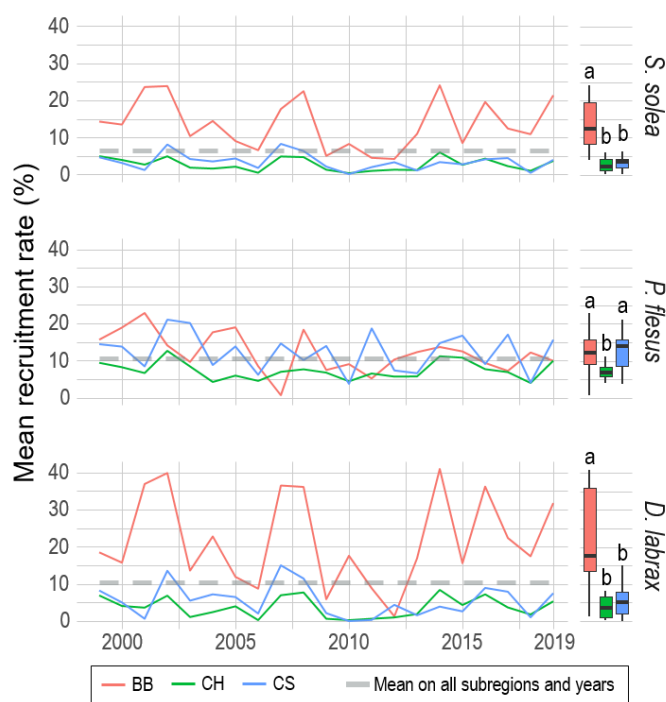 Mean recruitment rate (%)
40
30
20
10
0
a
b
b
S. solea
40
30
20
10
0
a
b
a
P. flesus
40
30
20
10
0
a
b
b
D. labrax
2000 2005 2010 2015 2019
BB CH CS Mean on all subregions and years